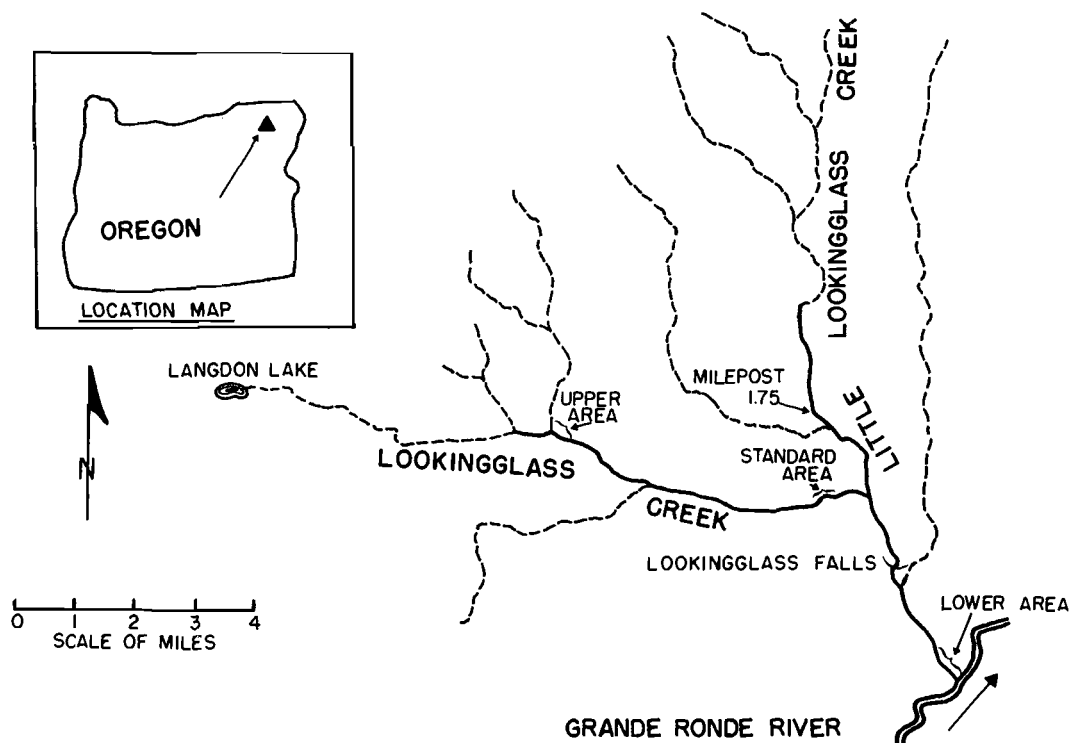 OREGON
LOCATION MAP
LANGDON LAKE
N
UPPER
AREA
MILEPOST
1.75
LOOKINGGLASS CREEK
LITTLE
LOOKINGGLASS
CREEK
STANDARD
AREA
LOOKINGGLASS FALLS
LOWER AREA
0 1 2 3 4
SCALE OF MILES
GRANDE RONDE RIVER